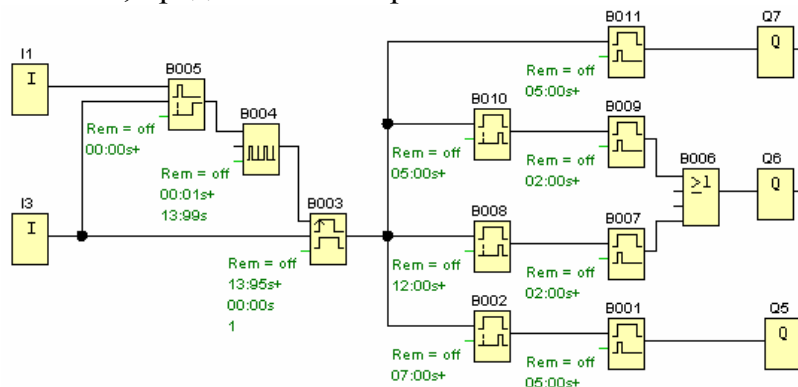 B011
Q7
Q
Rem = off
05:00s+
I1
I
B005
Rem = off
00:00s+
B004
Rem = off
00:01s+
13:99s
B010
Rem = off
05:00s+
B009
Rem = off
02:00s+
B006
≥1
Q6
Q
I3
I
B003
Rem = off
13:95s+
00:00s
1
B008
Rem = off
12:00s+
B007
Rem = off
02:00s+
B002
Rem = off
07:00s+
B001
Rem = off
05:00s+
Q5
Q